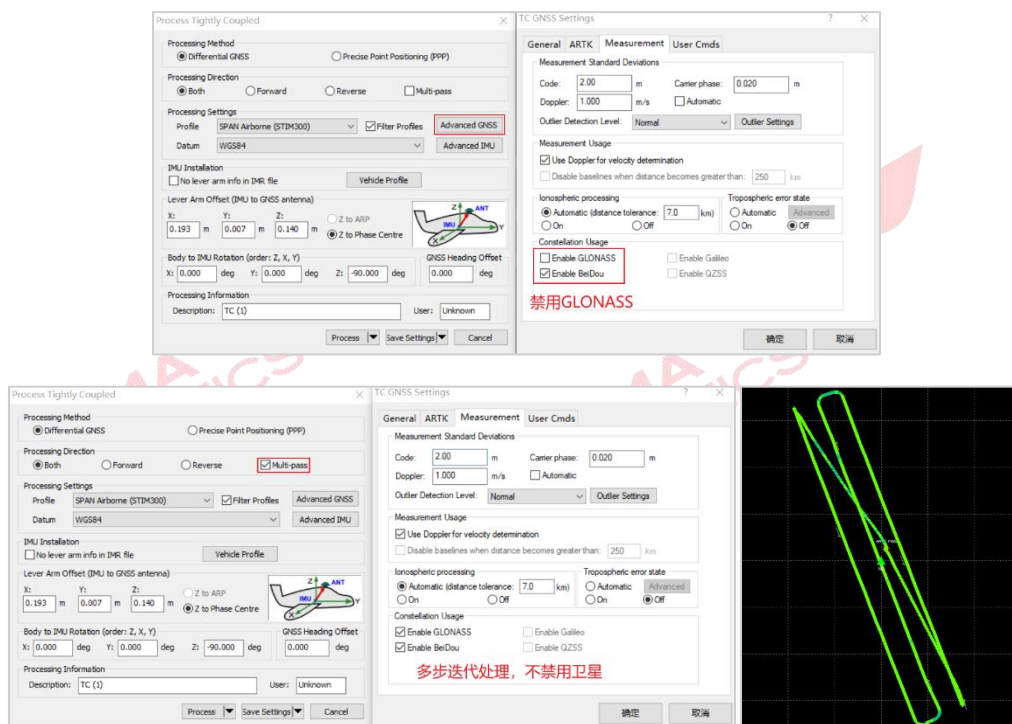 Process Tightly Coupled
Processing Method
Differential GNSS
Precise Point Positioning (PPP)
Processing Direction
Both
Forward
Reverse
Multi-pass
Processing Settings
Profile
SPAN Airborne (STIM300)
Filter Profiles
Advanced GNSS
Datum
WGS84
Advanced IMU
IMU Installation
No lever arm info in IMR file
Vehicle Profile
Lever Arm Offset (IMU to GNSS antenna)
X:
Y:
Z:
0.193 m
0.007 m
0.140 m
Z to ARP
Z to Phase Centre
Z
ANT
IMU
Y
X
Body to IMU Rotation (order: Z, X, Y)
GNSS Heading Offset
X: 0.000 deg
Y: 0.000 deg
Z: -90.000 deg
0.000 deg
Processing Information
Description: TC (1)
User: Unknown
Process
Save Settings
Cancel
TC GNSS Settings
General
ARTK
Measurement
User Cmds
Measurement Standard Deviations
Code: 2.00 m
Carrier phase: 0.020 m
Doppler: 1.000 m/s
Automatic
Outlier Detection Level: Normal
Outlier Settings
Measurement Usage
Use Doppler for velocity determination
Disable baselines when distance becomes greater than: 250 km
Ionospheric processing
Automatic (distance tolerance: 7.0 km)
On
Off
Tropospheric error state
Automatic
Advanced
On
Off
Constellation Usage
Enable GLONASS
Enable Galileo
Enable BeiDou
Enable QZSS
禁用GLONASS
确定
取消
Process Tightly Coupled
Processing Method
Differential GNSS
Precise Point Positioning (PPP)
Processing Direction
Both
Forward
Reverse
Multi-pass
Processing Settings
Profile
SPAN Airborne (STIM300)
Filter Profiles
Advanced GNSS
Datum
WGS84
Advanced IMU
IMU Installation
No lever arm info in IMR file
Vehicle Profile
Lever Arm Offset (IMU to GNSS antenna)
X:
Y:
Z:
0.193 m
0.007 m
0.140 m
Z to ARP
Z to Phase Centre
Z
ANT
IMU
Y
X
Body to IMU Rotation (order: Z, X, Y)
GNSS Heading Offset
X: 0.000 deg
Y: 0.000 deg
Z: -90.000 deg
0.000 deg
Processing Information
Description: TC (1)
User: Unknown
Process
Save Settings
Cancel
TC GNSS Settings
General
ARTK
Measurement
User Cmds
Measurement Standard Deviations
Code: 2.00 m
Carrier phase: 0.020 m
Doppler: 1.000 m/s
Automatic
Outlier Detection Level: Normal
Outlier Settings
Measurement Usage
Use Doppler for velocity determination
Disable baselines when distance becomes greater than: 250 km
Ionospheric processing
Automatic (distance tolerance: 7.0 km)
On
Off
Tropospheric error state
Automatic
Advanced
On
Off
Constellation Usage
Enable GLONASS
Enable Galileo
Enable BeiDou
Enable QZSS
多步迭代处理，不禁用卫星
确定
取消